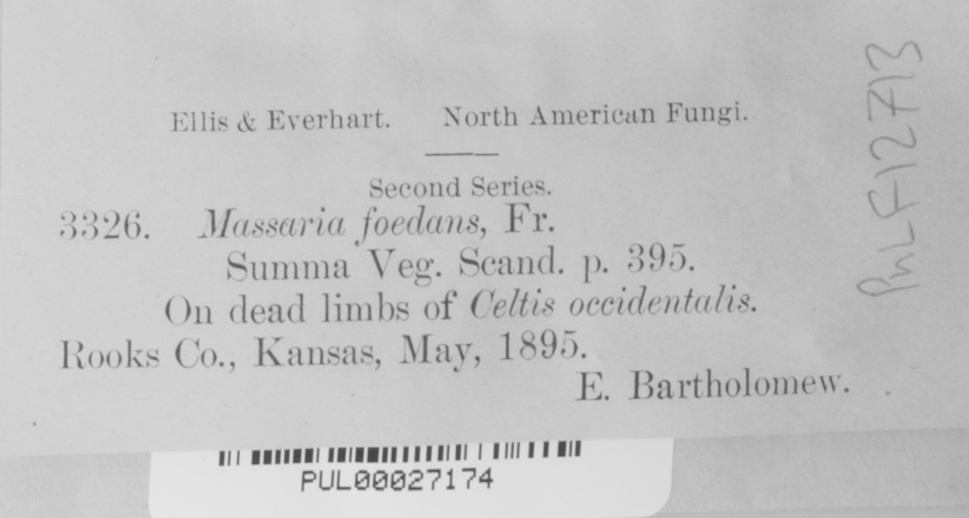 Ellis & Everhart. North American Fungi.
Second Series.
3326. Massaria foedans, Fr.
Summa Veg. Scand. p. 395.
On dead limbs of Celtis occidentalis.
Rooks Co., Kansas, May, 1895.
E. Bartholomew.
PUL00027174
PuLF12713